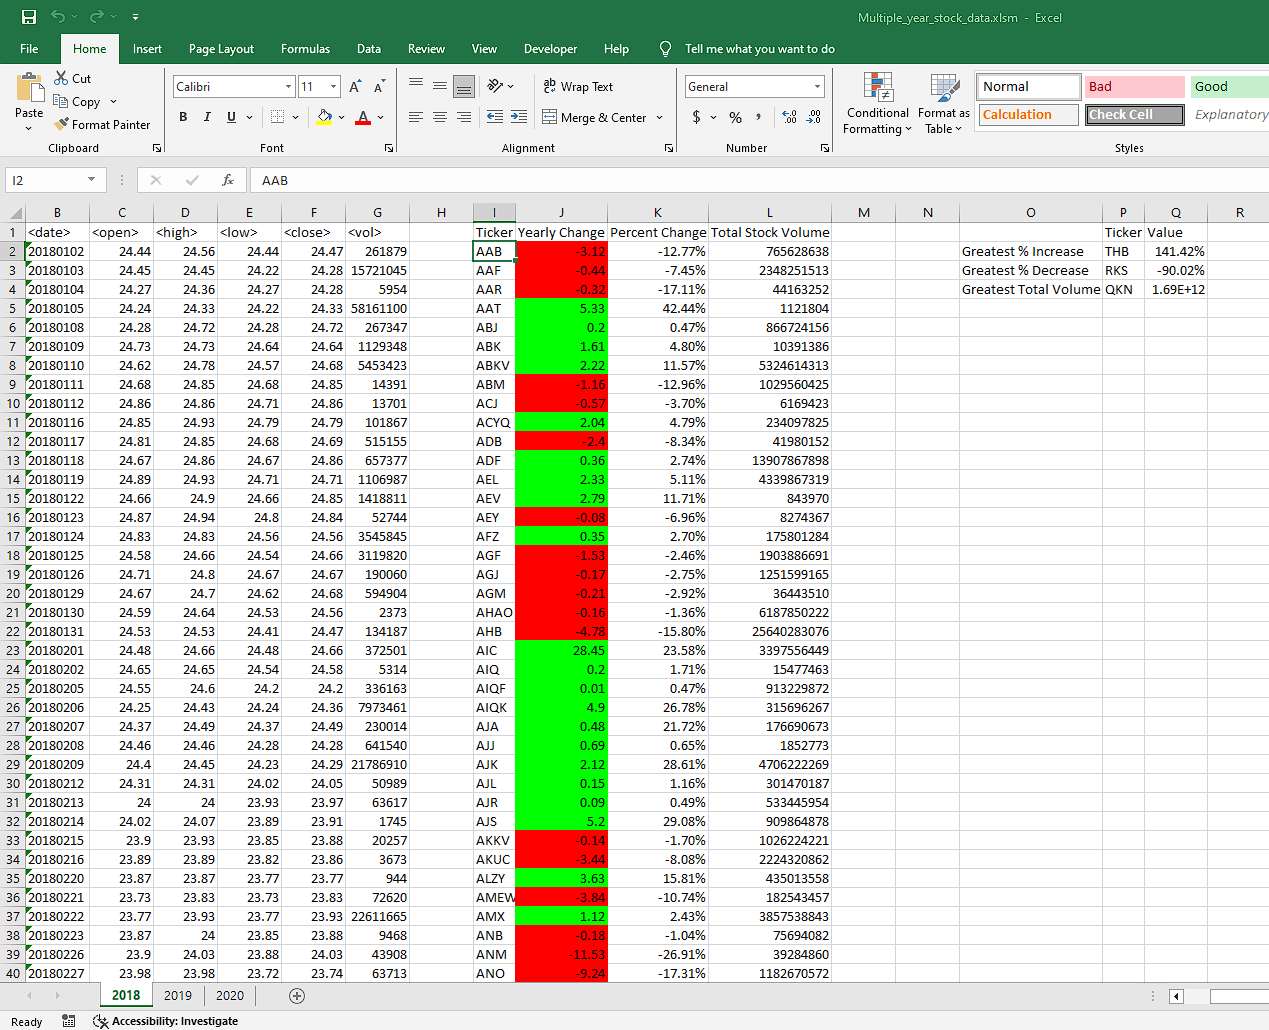 Multiple_year_stock_data.xlsm - Excel
File Home Insert Page Layout Formulas Data Review View Developer Help Tell me what you want to do
Paste
Cut
Copy
Format Painter
Clipboard
Calibri 11
B I U
Font
Wrap Text
Merge & Center
Alignment
General
$ % ,
Number
Conditional Formatting
Format as Table
Normal Bad Good
Calculation Check Cell Explanatory
Styles
I2 fx AAB
B C D E F G H I J K L M N O P Q R
1 <date> <open> <high> <low> <close> <vol> Ticker Yearly Change Percent Change Total Stock Volume Ticker Value
2 20180102 24.44 24.56 24.44 24.47 261879 AAB -3.12 -12.77% 765628638 Greatest % Increase THB 141.42%
3 20180103 24.45 24.45 24.22 24.28 15721045 AAF -0.44 -7.45% 2348251513 Greatest % Decrease RKS -90.02%
4 20180104 24.27 24.36 24.27 24.28 5954 AAR -0.32 -17.11% 44163252 Greatest Total Volume QKN 1.69E+12
5 20180105 24.24 24.33 24.22 24.33 58161100 AAT 5.33 42.44% 1121804
6 20180108 24.28 24.72 24.28 24.72 267347 ABJ 0.2 0.47% 866724156
7 20180109 24.73 24.73 24.64 24.64 1129348 ABK 1.61 4.80% 10391386
8 20180110 24.62 24.78 24.57 24.68 5453423 ABKV 2.22 11.57% 5324614313
9 20180111 24.68 24.85 24.68 24.85 14391 ABM -1.16 -12.96% 1029560425
10 20180112 24.86 24.86 24.71 24.86 13701 ACJ -0.57 -3.70% 6169423
11 20180116 24.85 24.93 24.79 24.79 101867 ACYQ 2.04 4.79% 234097825
12 20180117 24.81 24.85 24.68 24.69 515155 ADB -2.4 -8.34% 41980152
13 20180118 24.67 24.86 24.67 24.86 657377 ADF 0.36 2.74% 13907867898
14 20180119 24.89 24.93 24.71 24.71 1106987 AEL 2.33 5.11% 4339867319
15 20180122 24.66 24.9 24.66 24.85 1418811 AEV 2.79 11.71% 843970
16 20180123 24.87 24.94 24.8 24.84 52744 AEY -0.08 -6.96% 8274367
17 20180124 24.83 24.83 24.56 24.56 3545845 AFZ 0.35 2.70% 175801284
18 20180125 24.58 24.66 24.54 24.66 3119820 AGF -1.53 -2.46% 1903886691
19 20180126 24.71 24.8 24.67 24.67 190060 AGJ -0.17 -2.75% 1251599165
20 20180129 24.67 24.7 24.62 24.68 594904 AGM -0.21 -2.92% 36443510
21 20180130 24.59 24.64 24.53 24.56 2373 AHAO -0.16 -1.36% 6187850222
22 20180131 24.53 24.53 24.41 24.47 134187 AHB -4.78 -15.80% 25640283076
23 20180201 24.48 24.66 24.48 24.66 372501 AIC 28.45 23.58% 3397556449
24 20180202 24.65 24.65 24.54 24.58 5314 AIQ 0.2 1.71% 15477463
25 20180205 24.55 24.6 24.2 24.2 336163 AIQF 0.01 0.47% 913229872
26 20180206 24.25 24.43 24.24 24.36 7973461 AIQK 4.9 26.78% 315696267
27 20180207 24.37 24.49 24.37 24.49 230014 AJA 0.48 21.72% 176690673
28 20180208 24.46 24.46 24.28 24.28 641540 AJJ 0.69 0.65% 1852773
29 20180209 24.4 24.45 24.23 24.29 21786910 AJK 2.12 28.61% 4706222269
30 20180212 24.31 24.31 24.02 24.05 50989 AJL 0.15 1.16% 301470187
31 20180213 24 24 23.93 23.97 63617 AJR 0.09 0.49% 533445954
32 20180214 24.02 24.07 23.89 23.91 1745 AJS 5.2 29.08% 909864878
33 20180215 23.9 23.93 23.85 23.88 20257 AKKV -0.14 -1.70% 1026224221
34 20180216 23.89 23.89 23.82 23.86 3673 AKUC -3.44 -8.08% 2224320862
35 20180220 23.87 23.87 23.77 23.77 944 ALZY 3.63 15.81% 435013558
36 20180221 23.73 23.83 23.73 23.83 72620 AMEW -3.84 -10.74% 182543457
37 20180222 23.77 23.93 23.77 23.93 22611665 AMX 1.12 2.43% 3857538843
38 20180223 23.87 24 23.85 23.88 9468 ANB -0.18 -1.04% 75694082
39 20180226 23.9 24.03 23.88 24.03 43908 ANM -11.53 -26.91% 39284860
40 20180227 23.98 23.98 23.72 23.74 63713 ANO -9.24 -17.31% 1182670572
2018 2019 2020
Ready Accessibility: Investigate